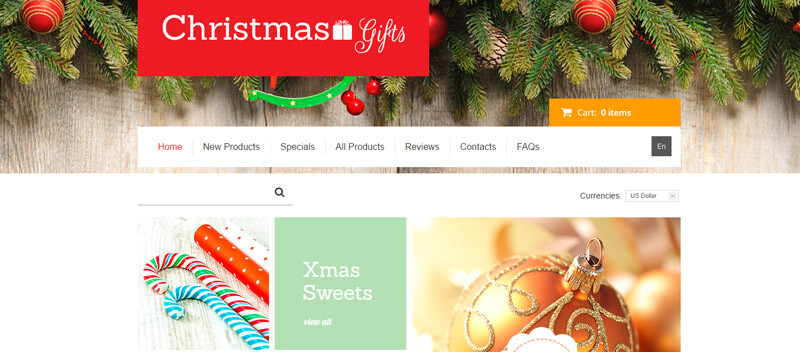 Christmas Gifts
Cart: 0 items
Home New Products Specials All Products Reviews Contacts FAQs En
Currencies: US Dollar
Xmas
Sweets
view all